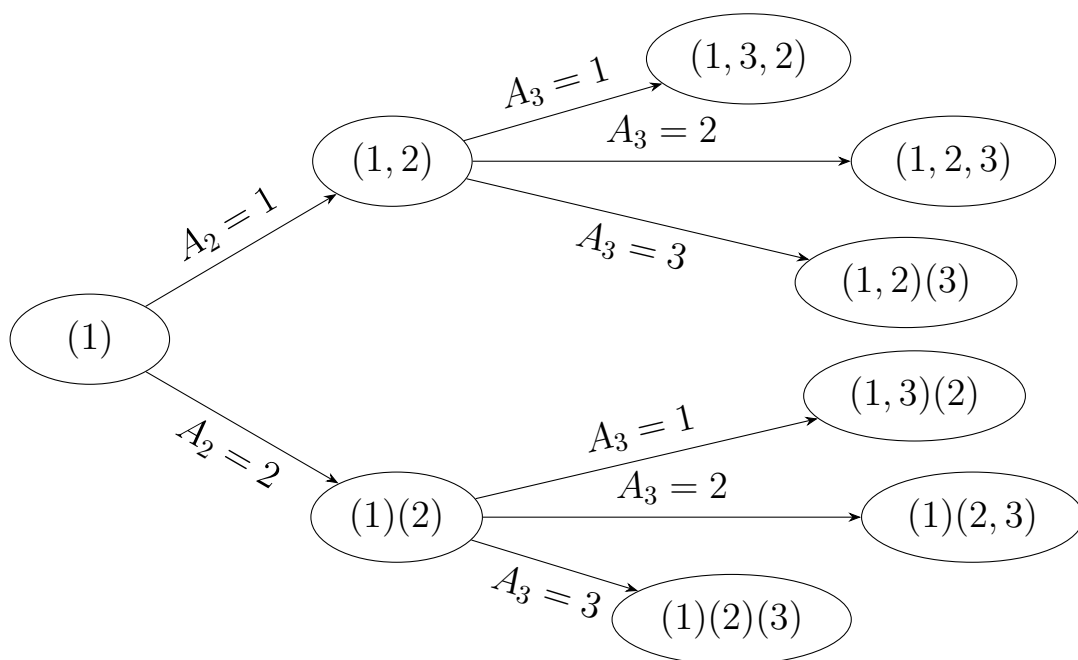 (1, 3, 2)
A₃ = 1
A₃ = 2
(1, 2)
(1, 2, 3)
A₂ = 1
A₃ = 3
(1, 2)(3)
(1)
(1, 3)(2)
A₃ = 1
A₂ = 2
A₃ = 2
(1)(2)
(1)(2, 3)
A₃ = 3
(1)(2)(3)